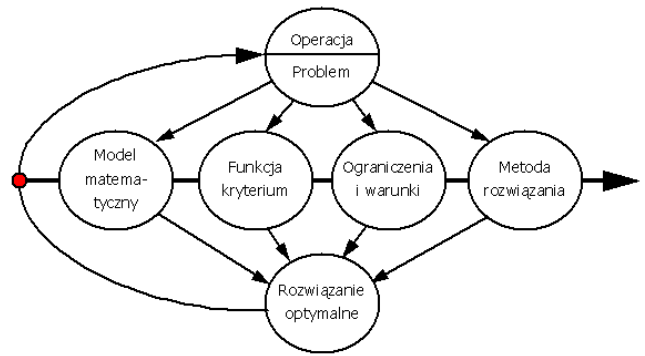 Operacja
Problem
Model
matema-
tyczny
Funkcja
kryterium
Ograniczenia
i warunki
Metoda
rozwiązania
Rozwiązanie
optymalne